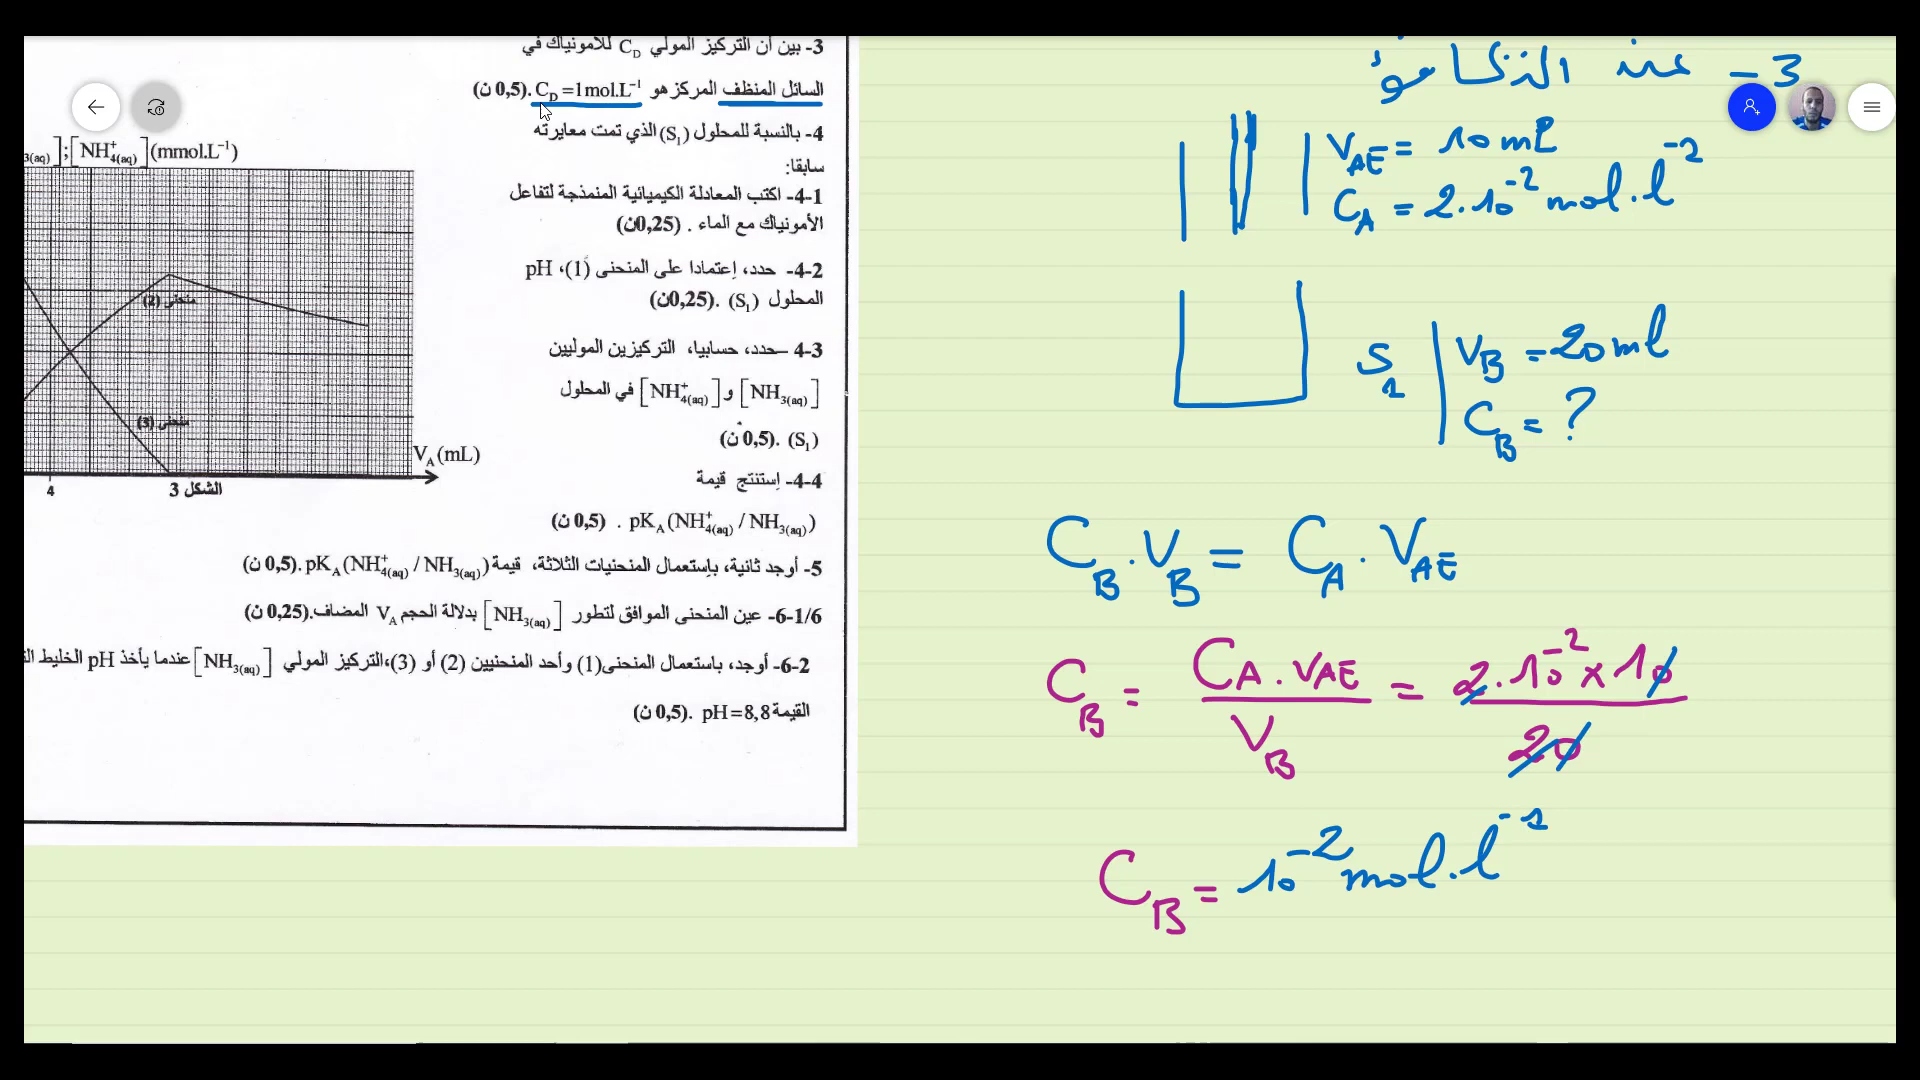 3- بين أن التركيز المولي C_D للأمونياك في
السائل المنظف المركز هو C_D =1mol.L⁻¹. (0,5 ن)
4- بالنسبة للمحلول (S₁) الذي تمت معايرته
سابقا:
4-1- اكتب المعادلة الكيميائية المنمذجة لتفاعل
الأمونياك مع الماء . (0,25ن)
4-2- حدد، إعتمادا على المنحنى (1)، pH
المحلول (S₁) .(0,25ن)
4-3 –حدد، حسابيا، التركيزين الموليين
[NH₃(aq)] و [NH₄⁺(aq)] في المحلول
(S₁) .(0,5 ن)
4-4- إستنتج قيمة
pK_A(NH₄⁺(aq) / NH₃(aq)) . (0,5 ن)
5- أوجد ثانية، بإستعمال المنحنيات الثلاثة، قيمة pK_A(NH₄⁺(aq) / NH₃(aq)) .(0,5 ن)
6-1/6- عين المنحنى الموافق لتطور [NH₃(aq)] بدلالة الحجم V_A المضاف.(0,25 ن)
6-2- أوجد، باستعمال المنحنى(1) وأحد المنحنيين (2) أو (3)،التركيز المولي [NH₃(aq)] عندما يأخذ pH الخليط
القيمة pH=8,8 .(0,5 ن)
₃(aq)];[NH₄⁺(aq)](mmol.L⁻¹)
منحنى (2)
منحنى (3)
V_A(mL)
4
الشكل 3
3 - عند التكافؤ
V_AE = 10 mL
C_A = 2.10⁻² mol.l⁻²
S₁
V_B = 20 ml
C_B = ?
C_B . V_B = C_A . V_AE
C_B = C_A . V_AE / V_B = 2.10⁻² x 10 / 20
C_B = 10⁻² mol.l⁻¹